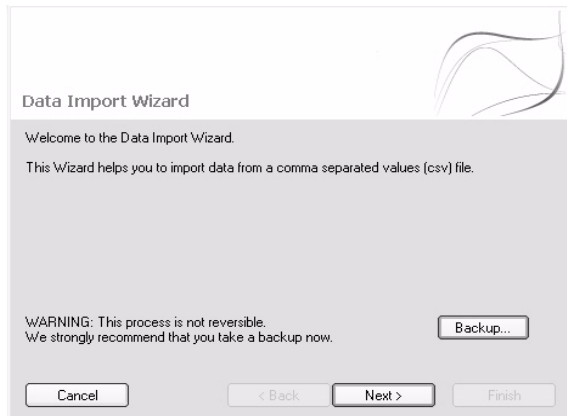 Data Import Wizard
Welcome to the Data Import Wizard.
This Wizard helps you to import data from a comma separated values (csv) file.
WARNING: This process is not reversible.
We strongly recommend that you take a backup now.
Backup...
Cancel
< Back
Next >
Finish